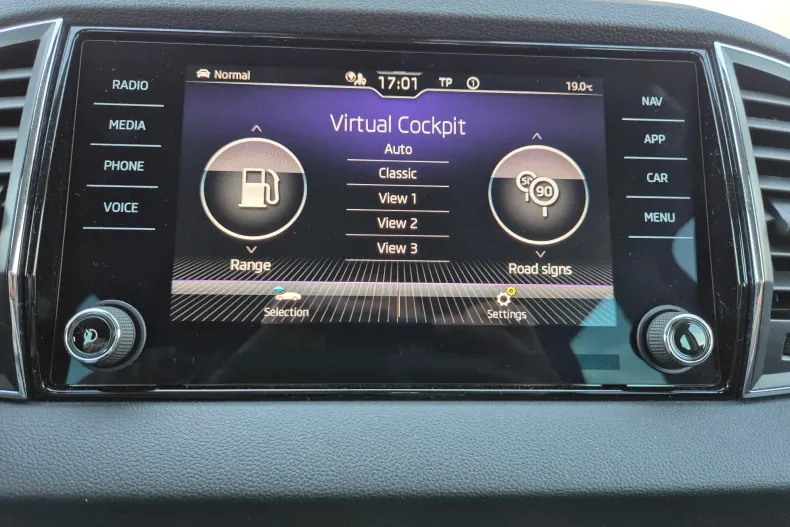 RADIO
MEDIA
PHONE
VOICE
Normal
17:01
TP
19.0°C
Virtual Cockpit
Auto
Classic
View 1
View 2
View 3
Range
50
90
Road signs
Selection
Settings
NAV
APP
CAR
MENU